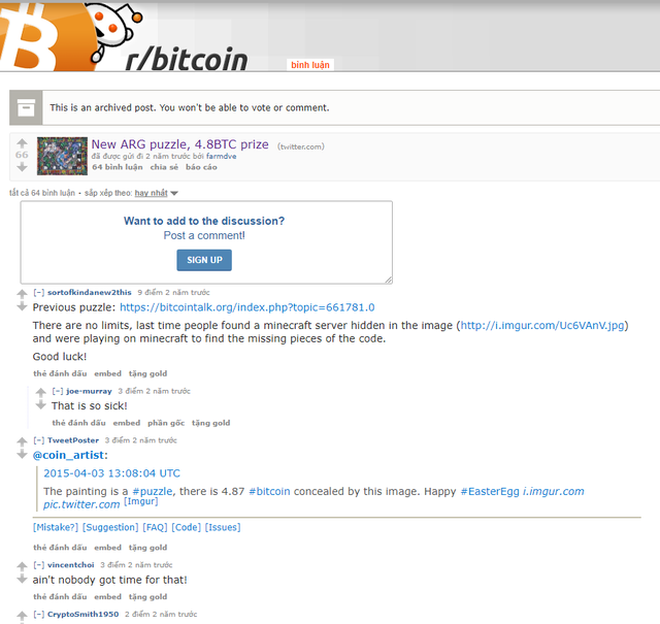 r/bitcoin
bình luận
This is an archived post. You won't be able to vote or comment.
66
New ARG puzzle, 4.8BTC prize (twitter.com)
đã được gửi đi 2 năm trước bởi farmdve
64 bình luận chia sẻ báo cáo
tất cả 64 bình luận - sắp xếp theo: hay nhất
Want to add to the discussion?
Post a comment!
SIGN UP
[-] sortofkindanew2this 9 điểm 2 năm trước
Previous puzzle: https://bitcointalk.org/index.php?topic=661781.0
There are no limits, last time people found a minecraft server hidden in the image (http://i.imgur.com/Uc6VAnV.jpg)
and were playing on minecraft to find the missing pieces of the code.
Good luck!
thẻ đánh dấu embed tặng gold
[-] joe-murray 3 điểm 2 năm trước
That is so sick!
thẻ đánh dấu embed phần gốc tặng gold
[-] TweetPoster 3 điểm 2 năm trước
@coin_artist:
2015-04-03 13:08:04 UTC
The painting is a #puzzle, there is 4.87 #bitcoin concealed by this image. Happy #EasterEgg i.imgur.com
pic.twitter.com [Imgur]
[Mistake?] [Suggestion] [FAQ] [Code] [Issues]
thẻ đánh dấu embed tặng gold
[-] vincentchoi 3 điểm 2 năm trước
ain't nobody got time for that!
thẻ đánh dấu embed tặng gold
[-] CryptoSmith1950 2 điểm 2 năm trước